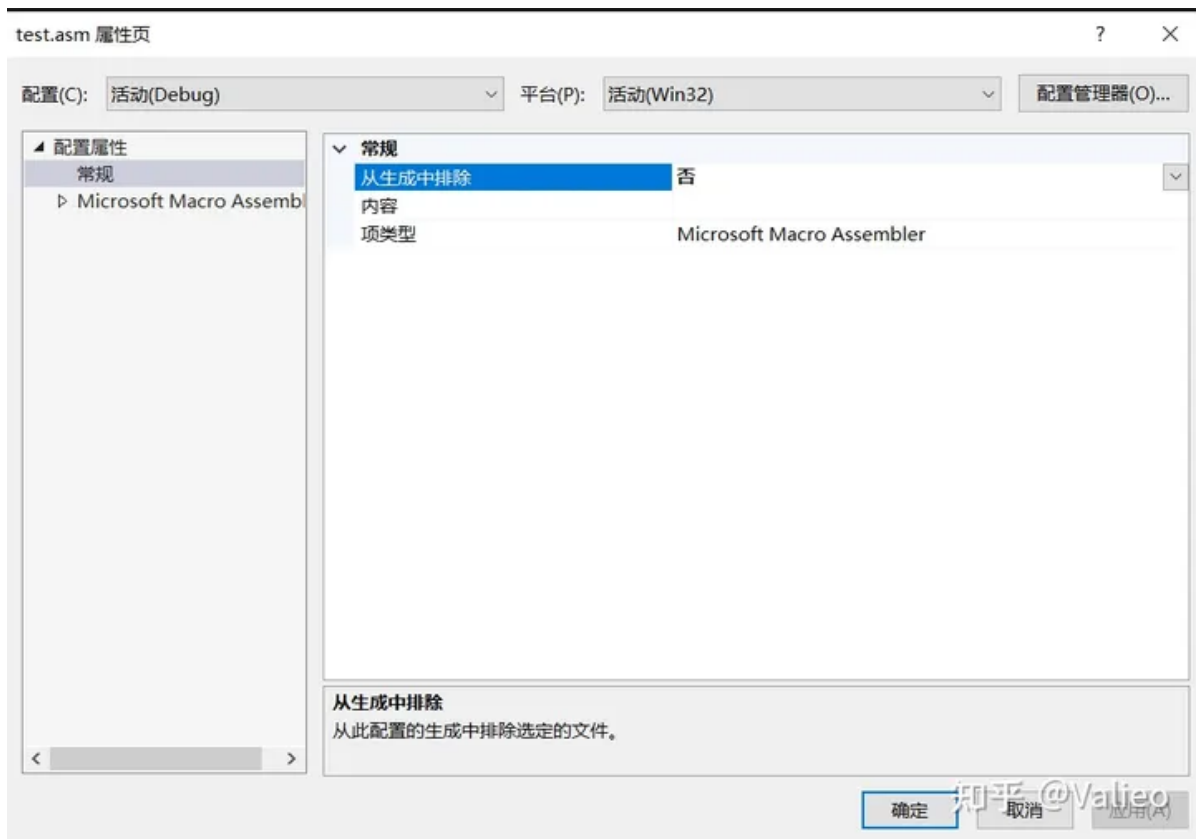 test.asm 属性页
?
配置(C): 活动(Debug) 平台(P): 活动(Win32) 配置管理器(O)...
配置属性
常规
Microsoft Macro Assembl
常规
从生成中排除 否
内容
项类型 Microsoft Macro Assembler
从生成中排除
从此配置的生成中排除选定的文件。
确定 取消 应用(A)
知乎 @Valieo